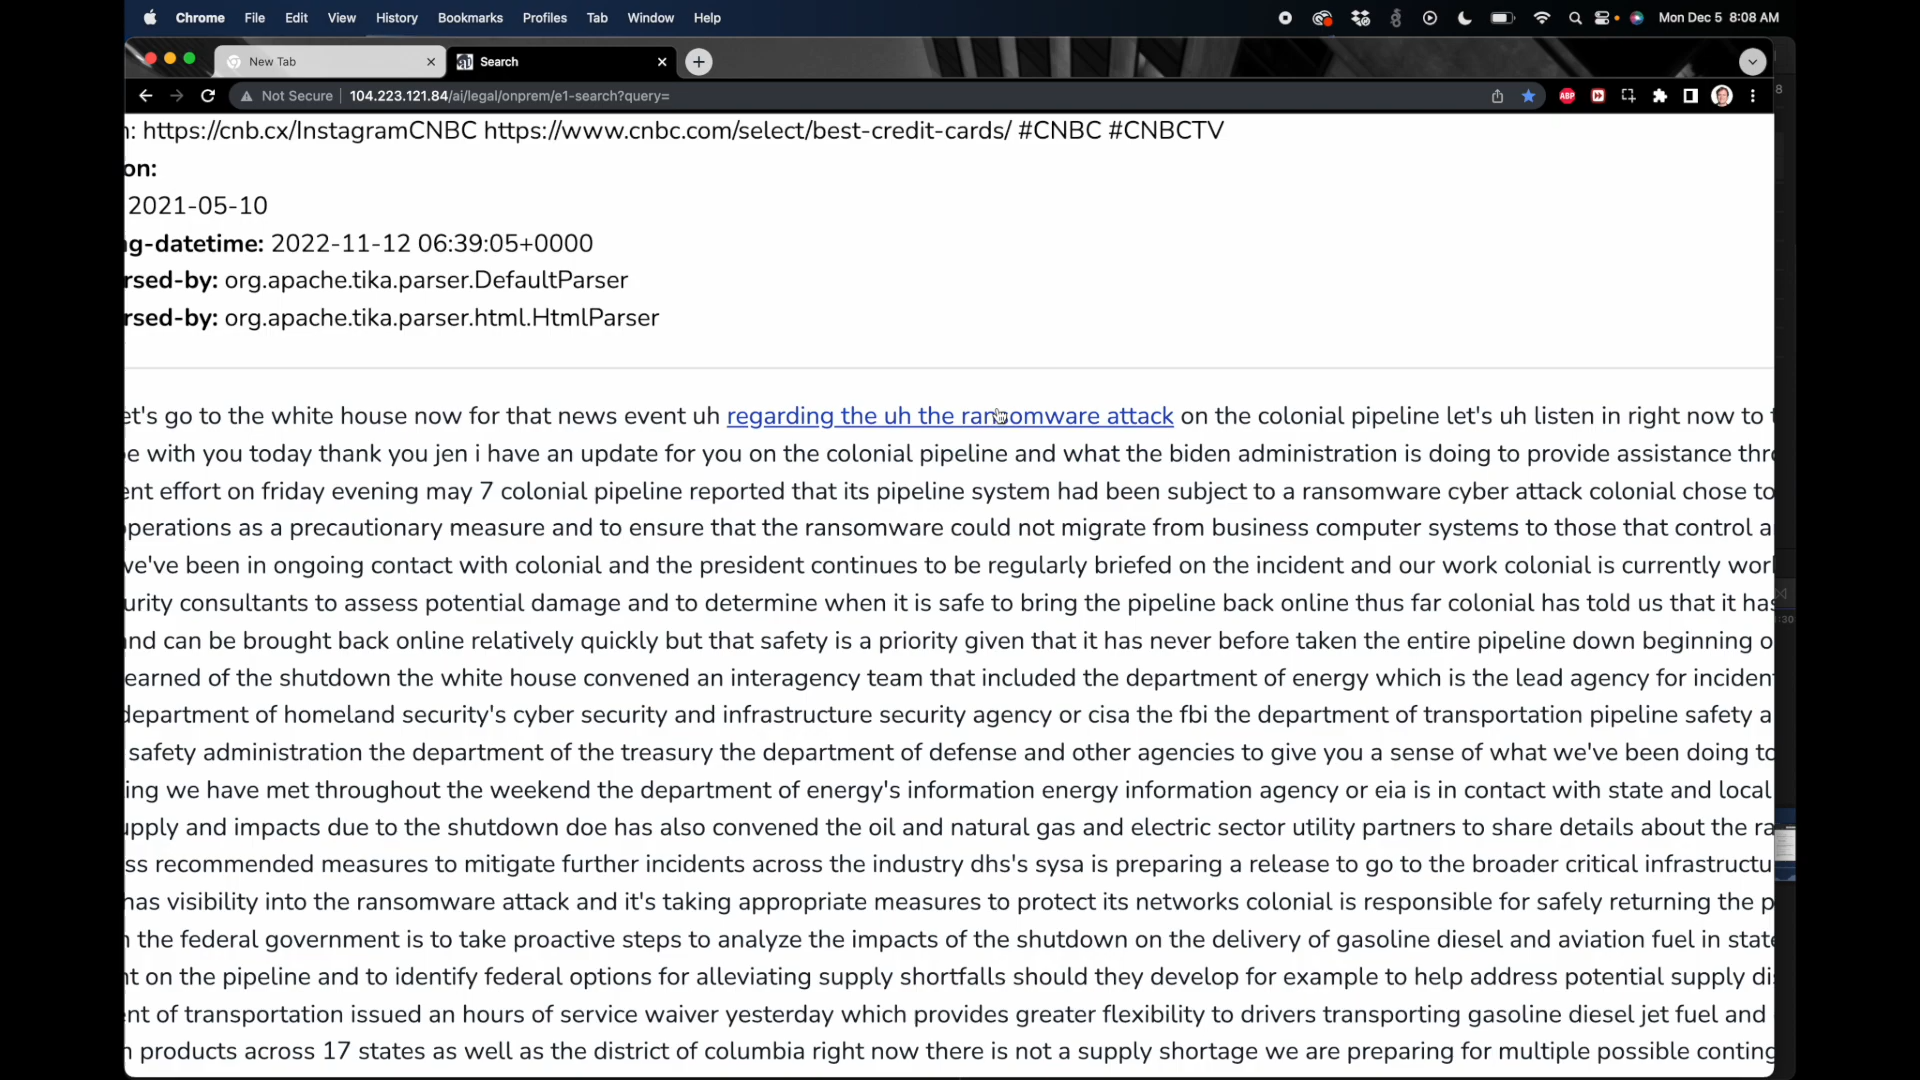 Chrome File Edit View History Bookmarks Profiles Tab Window Help Mon Dec 5 8:08 AM
New Tab Search
Not Secure 104.223.121.84/ai/legal/onprem/e1-search?query=
n: https://cnb.cx/InstagramCNBC https://www.cnbc.com/select/best-credit-cards/ #CNBC #CNBCTV
on:
2021-05-10
ng-datetime: 2022-11-12 06:39:05+0000
rsed-by: org.apache.tika.parser.DefaultParser
rsed-by: org.apache.tika.parser.html.HtmlParser
et's go to the white house now for that news event uh regarding the uh the ransomware attack on the colonial pipeline let's uh listen in right now to
e with you today thank you jen i have an update for you on the colonial pipeline and what the biden administration is doing to provide assistance thro
ent effort on friday evening may 7 colonial pipeline reported that its pipeline system had been subject to a ransomware cyber attack colonial chose to
operations as a precautionary measure and to ensure that the ransomware could not migrate from business computer systems to those that control a
we've been in ongoing contact with colonial and the president continues to be regularly briefed on the incident and our work colonial is currently work
urity consultants to assess potential damage and to determine when it is safe to bring the pipeline back online thus far colonial has told us that it has
nd can be brought back online relatively quickly but that safety is a priority given that it has never before taken the entire pipeline down beginning o
earned of the shutdown the white house convened an interagency team that included the department of energy which is the lead agency for inciden
department of homeland security's cyber security and infrastructure security agency or cisa the fbi the department of transportation pipeline safety a
safety administration the department of the treasury the department of defense and other agencies to give you a sense of what we've been doing to
ing we have met throughout the weekend the department of energy's information energy information agency or eia is in contact with state and local
upply and impacts due to the shutdown doe has also convened the oil and natural gas and electric sector utility partners to share details about the ra
ss recommended measures to mitigate further incidents across the industry dhs's sysa is preparing a release to go to the broader critical infrastructu
has visibility into the ransomware attack and it's taking appropriate measures to protect its networks colonial is responsible for safely returning the p
n the federal government is to take proactive steps to analyze the impacts of the shutdown on the delivery of gasoline diesel and aviation fuel in state
nt on the pipeline and to identify federal options for alleviating supply shortfalls should they develop for example to help address potential supply di
ent of transportation issued an hours of service waiver yesterday which provides greater flexibility to drivers transporting gasoline diesel jet fuel and
n products across 17 states as well as the district of columbia right now there is not a supply shortage we are preparing for multiple possible conting